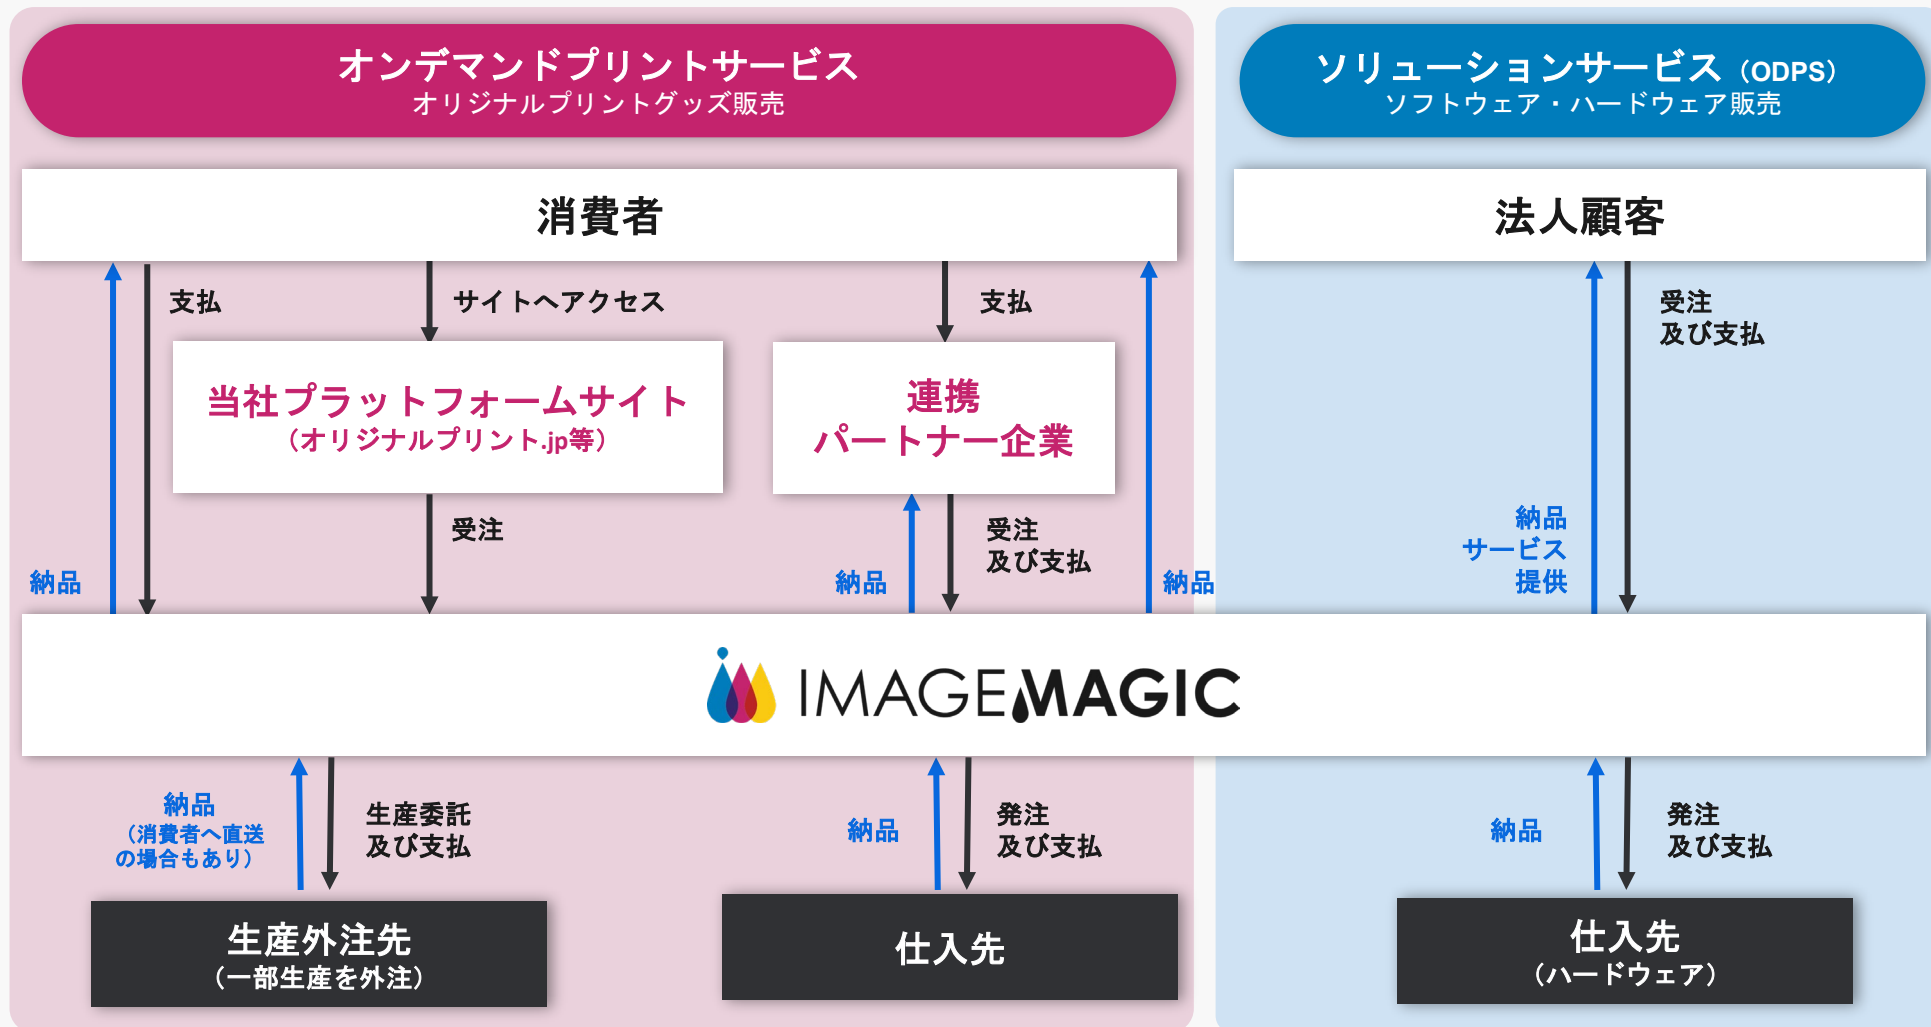 オンデマンドプリントサービス
オリジナルプリントグッズ販売
ソリューションサービス（ODPS）
ソフトウェア・ハードウェア販売
消費者
法人顧客
支払
サイトへアクセス
支払
受注
及び支払
当社プラットフォームサイト
（オリジナルプリント.jp等）
連携
パートナー企業
納品
受注
納品
受注
及び支払
納品
納品
サービス
提供
IMAGEMAGIC
納品
（消費者へ直送
の場合もあり）
生産委託
及び支払
納品
発注
及び支払
納品
発注
及び支払
生産外注先
（一部生産を外注）
仕入先
仕入先
（ハードウェア）